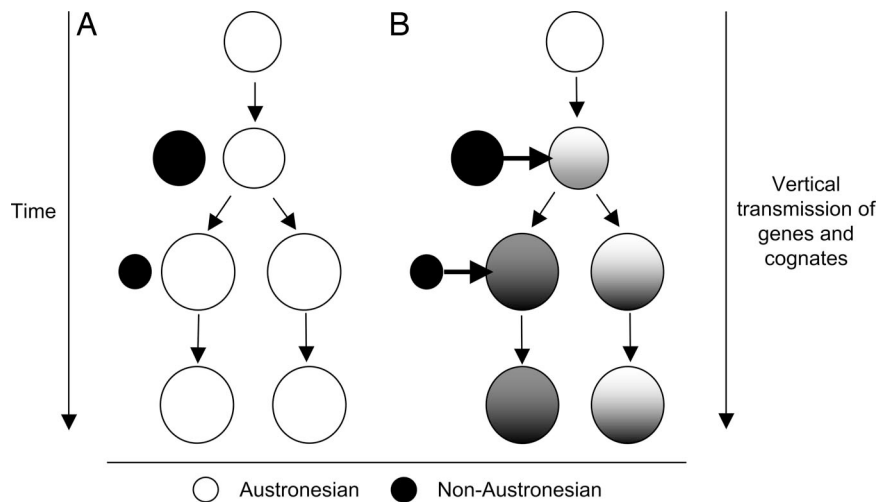 A
B
Time
Vertical
transmission of
genes and
cognates
Austronesian
Non-Austronesian